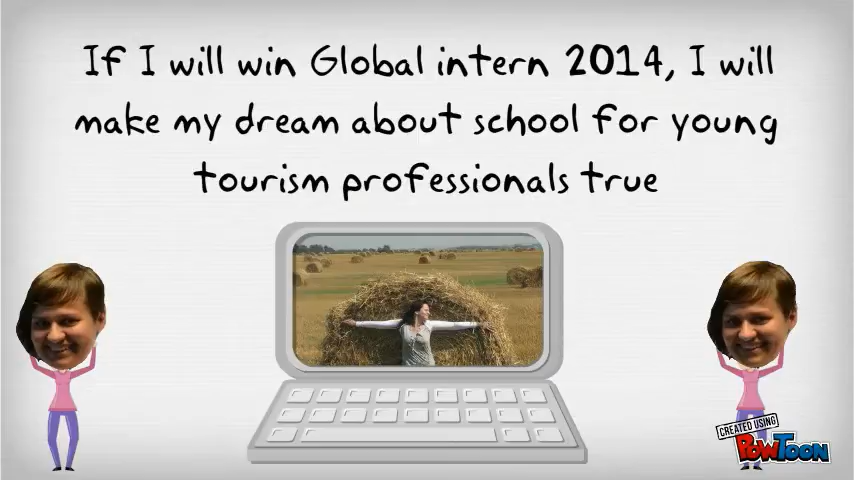 If I will win Global intern 2014, I will
make my dream about school for young
tourism professionals true
CREATED USING
PowToon